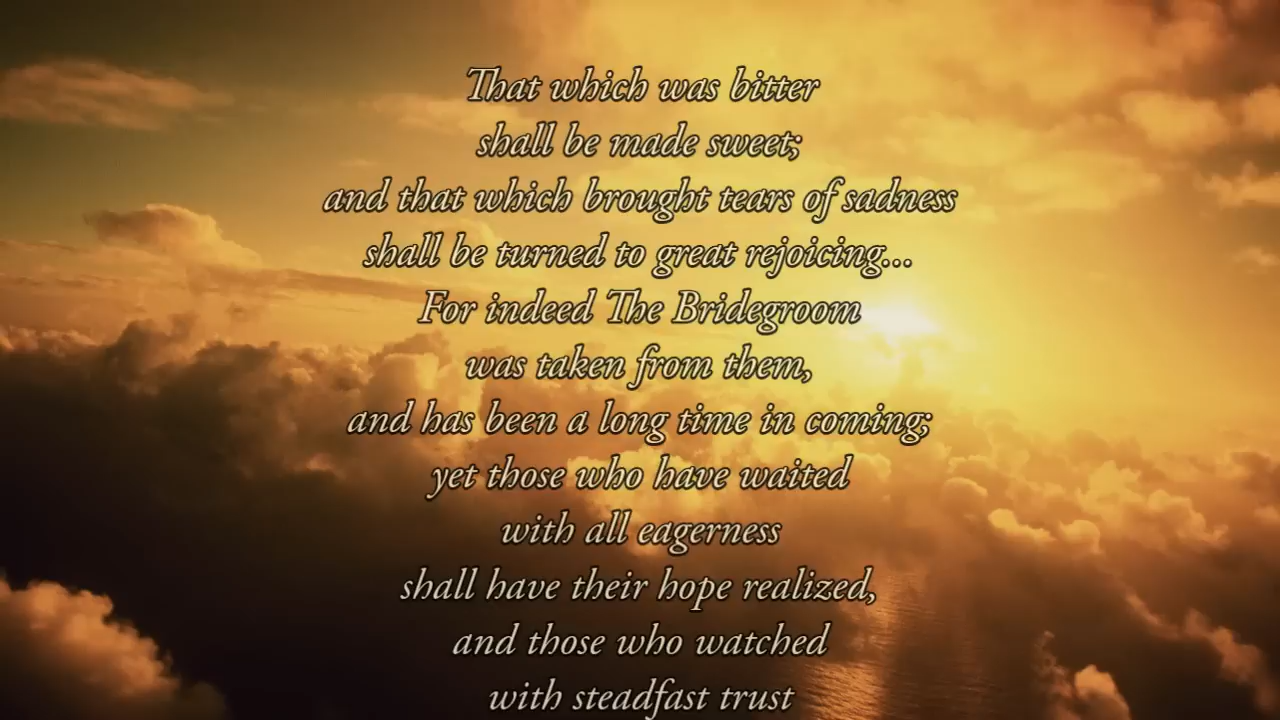 That which was bitter
shall be made sweet;
and that which brought tears of sadness
shall be turned to great rejoicing...
For indeed The Bridegroom
was taken from them,
and has been a long time in coming;
yet those who have waited
with all eagerness
shall have their hope realized,
and those who watched
with steadfast trust